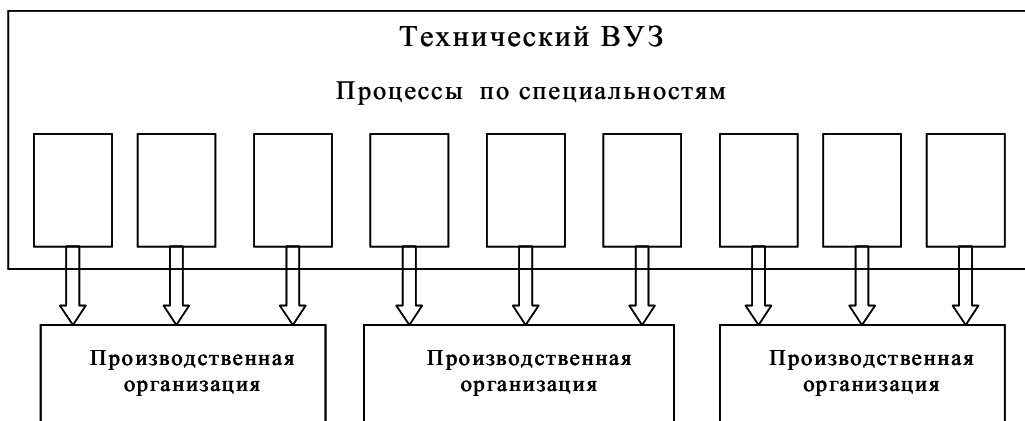 Технический ВУЗ
Процессы по специальностям
Производственная
организация
Производственная
организация
Производственная
организация